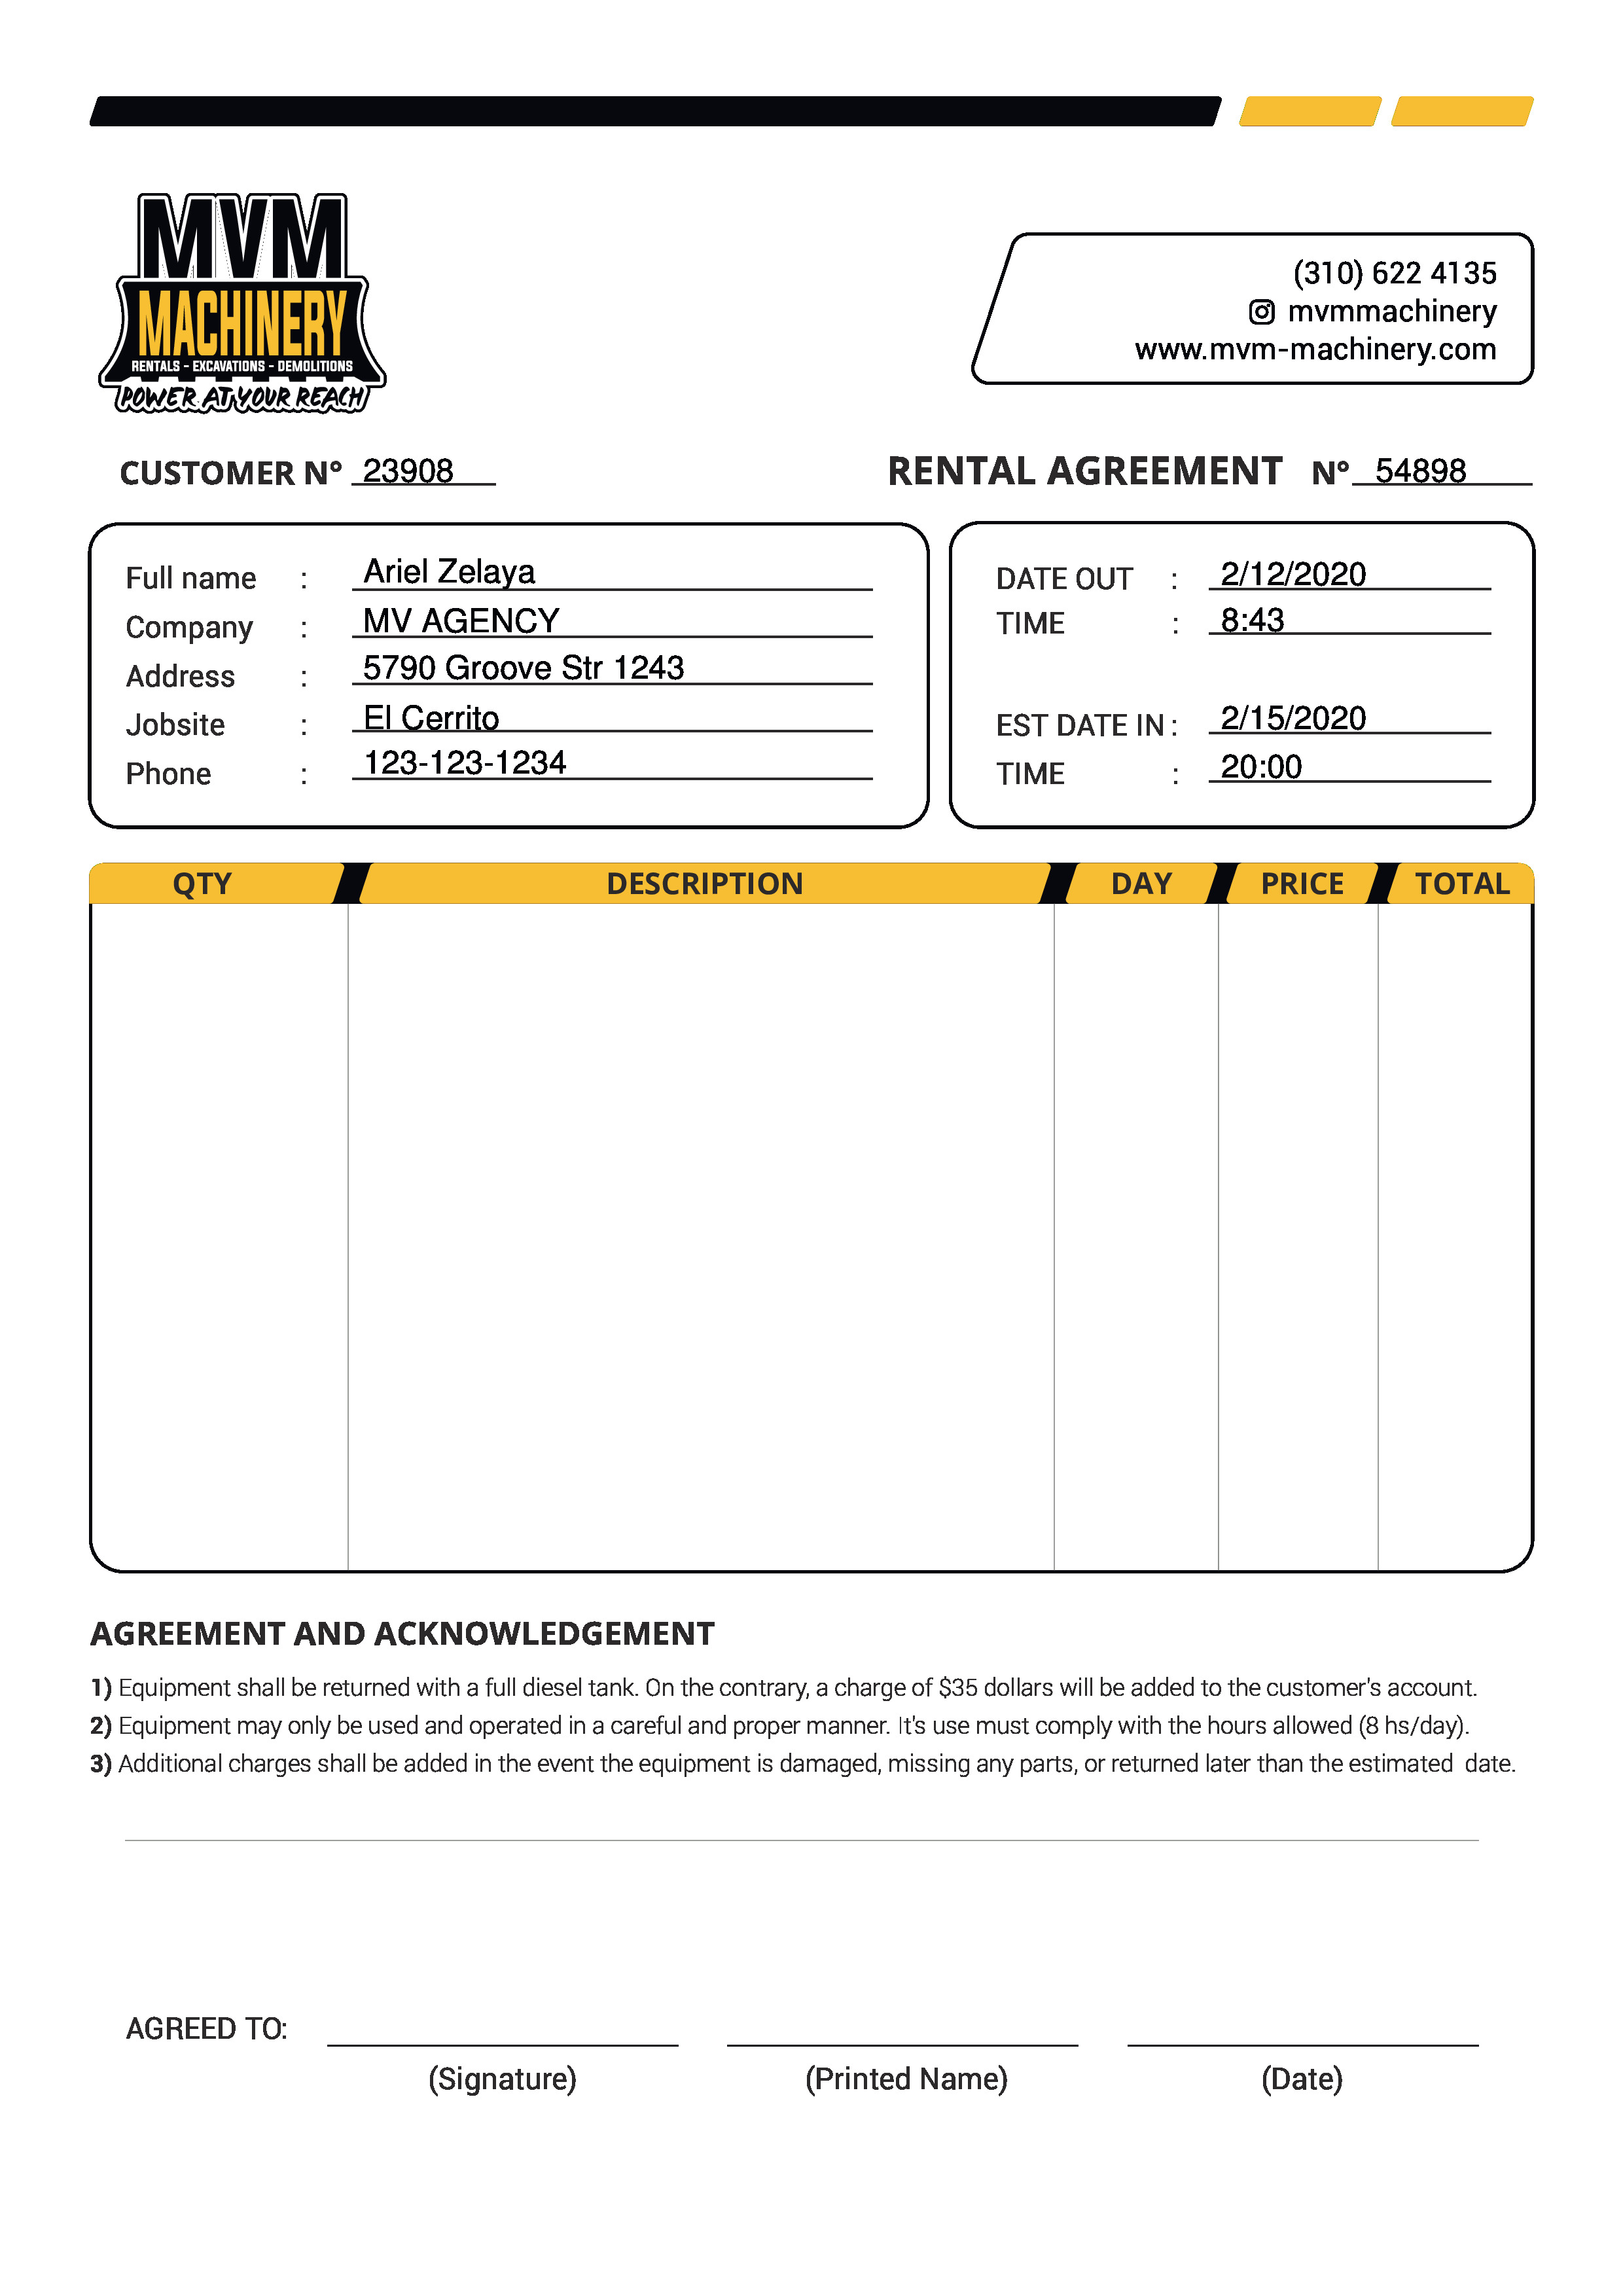 MVM
MACHINERY
RENTALS - EXCAVATIONS - DEMOLITIONS
POWER AT YOUR REACH
(310) 622 4135
mvmmachinery
www.mvm-machinery.com
CUSTOMER Nº 23908
RENTAL AGREEMENT Nº 54898
Full name : Ariel Zelaya
Company : MV AGENCY
Address : 5790 Groove Str 1243
Jobsite : El Cerrito
Phone : 123-123-1234
DATE OUT : 2/12/2020
TIME : 8:43
EST DATE IN : 2/15/2020
TIME : 20:00
QTY DESCRIPTION DAY PRICE TOTAL
AGREEMENT AND ACKNOWLEDGEMENT
1) Equipment shall be returned with a full diesel tank. On the contrary, a charge of $35 dollars will be added to the customer's account.
2) Equipment may only be used and operated in a careful and proper manner. It's use must comply with the hours allowed (8 hs/day).
3) Additional charges shall be added in the event the equipment is damaged, missing any parts, or returned later than the estimated date.
AGREED TO:
(Signature) (Printed Name) (Date)